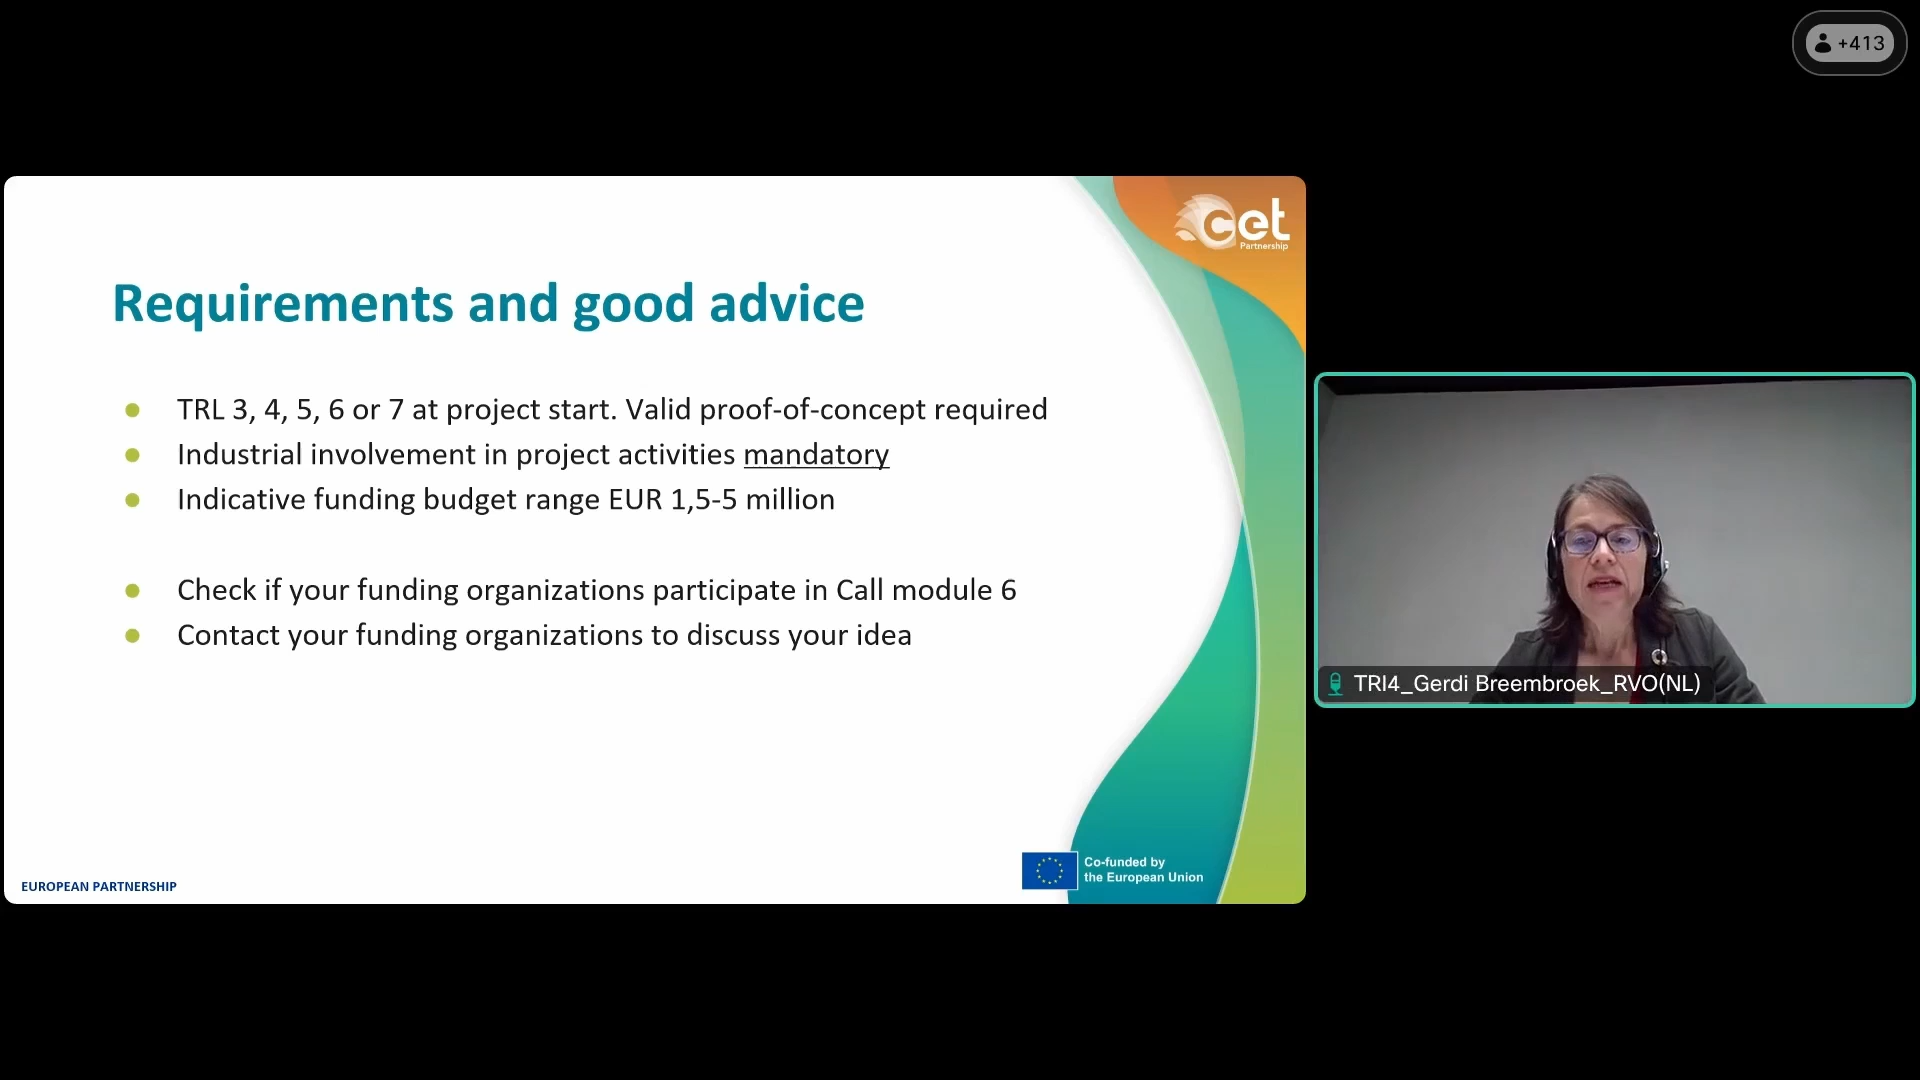 +413
cet
Partnership
Requirements and good advice
TRL 3, 4, 5, 6 or 7 at project start. Valid proof-of-concept required
Industrial involvement in project activities mandatory
Indicative funding budget range EUR 1,5-5 million
Check if your funding organizations participate in Call module 6
Contact your funding organizations to discuss your idea
TRI4_Gerdi Breembroek_RVO(NL)
Co-funded by
the European Union
EUROPEAN PARTNERSHIP